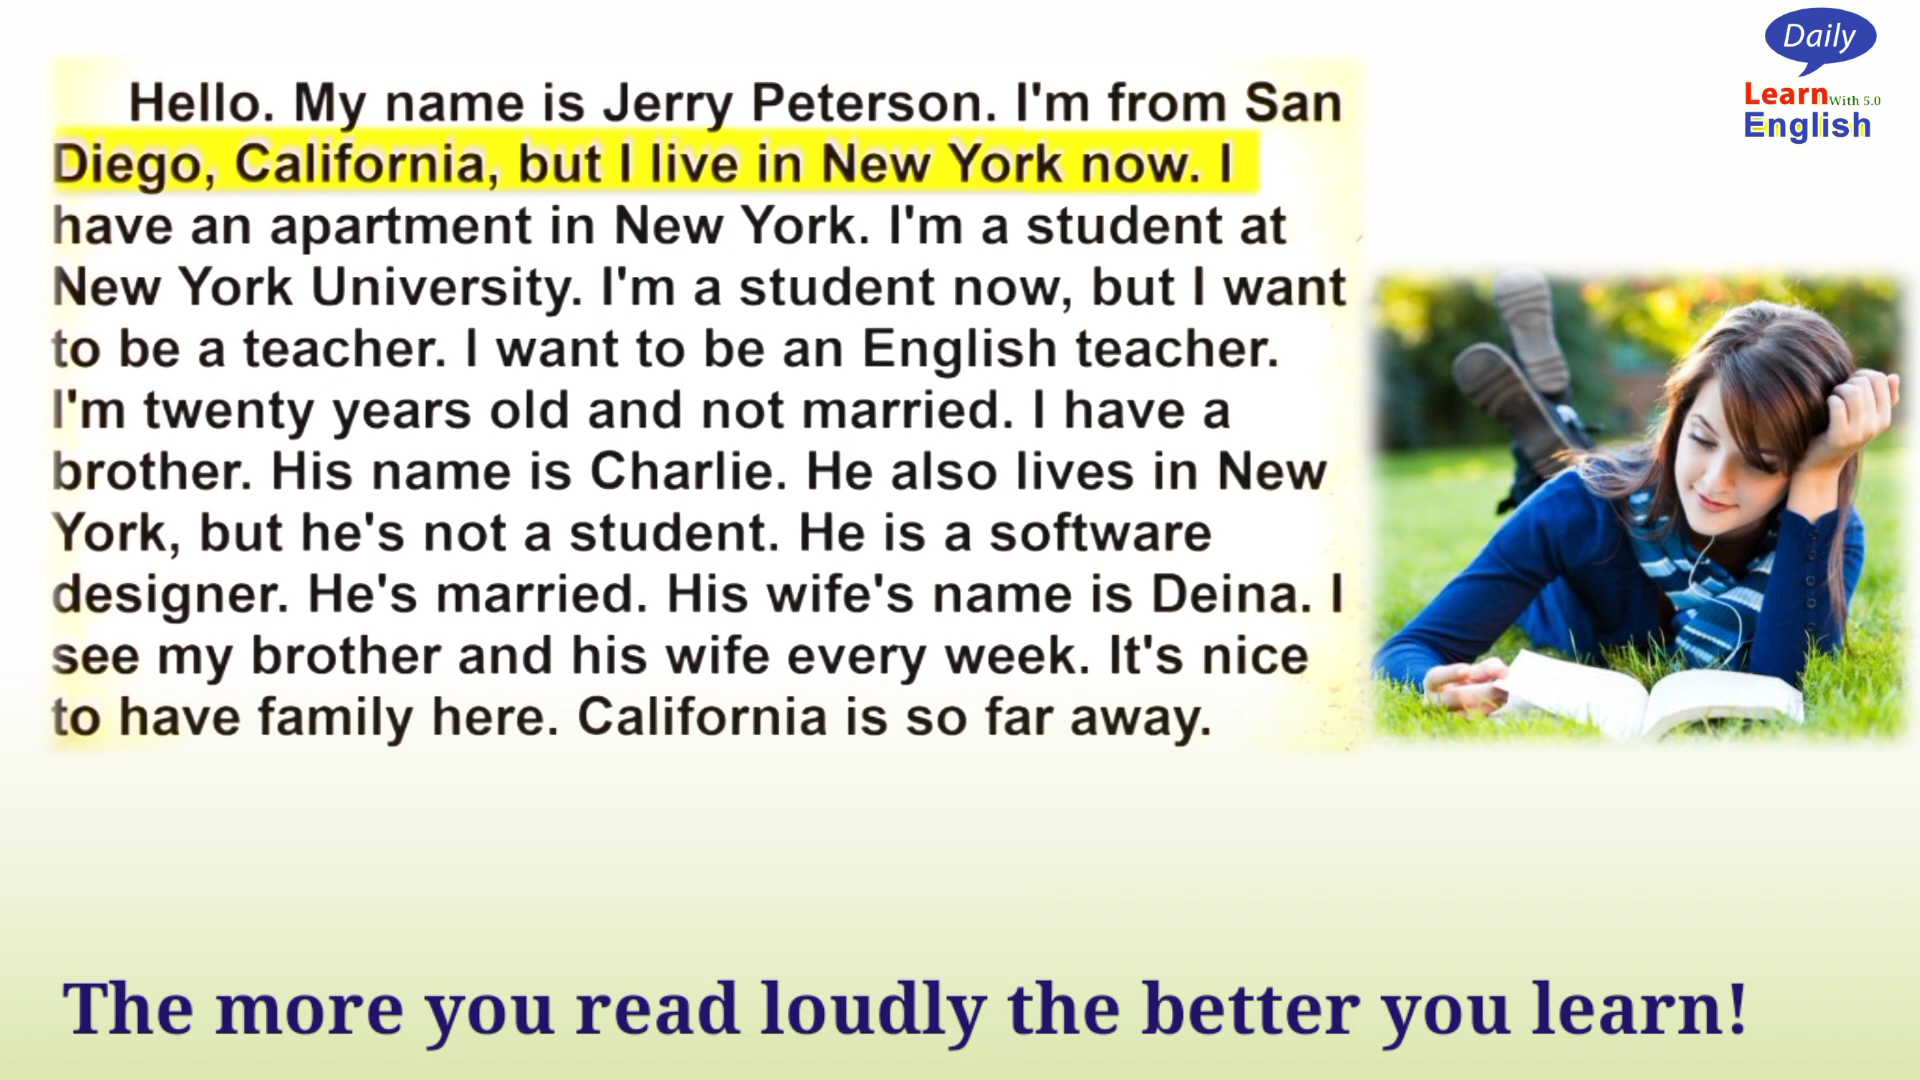 Daily
Learn With 5.0
English
Hello. My name is Jerry Peterson. I'm from San
Diego, California, but I live in New York now. I
have an apartment in New York. I'm a student at
New York University. I'm a student now, but I want
to be a teacher. I want to be an English teacher.
I'm twenty years old and not married. I have a
brother. His name is Charlie. He also lives in New
York, but he's not a student. He is a software
designer. He's married. His wife's name is Deina. I
see my brother and his wife every week. It's nice
to have family here. California is so far away.
The more you read loudly the better you learn!